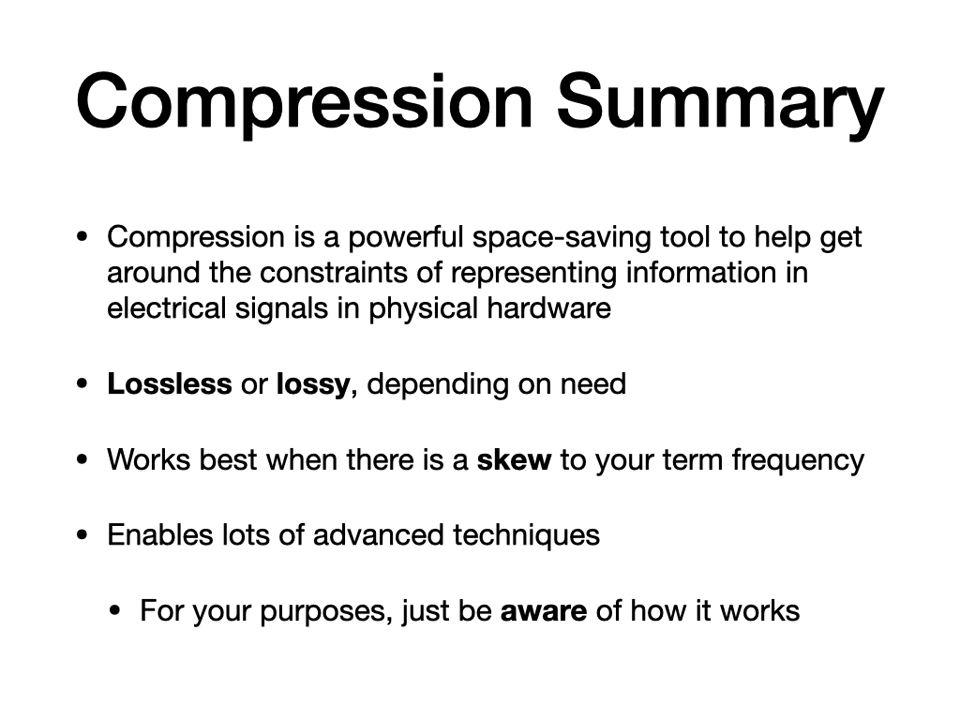 Compression Summary
• Compression is a powerful space-saving tool to help get
around the constraints of representing information in
electrical signals in physical hardware
• Lossless or lossy, depending on need
• Works best when there is a skew to your term frequency
• Enables lots of advanced techniques
• For your purposes, just be aware of how it works